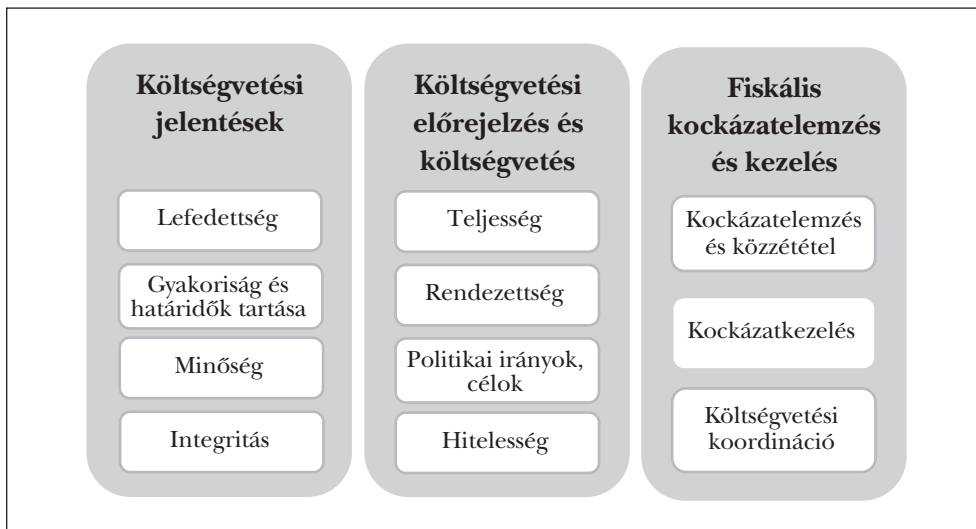 Költségvetési
jelentések
Lefedettség
Gyakoriság és
határidők tartása
Minőség
Integritás
Költségvetési
előrejelzés és
költségvetés
Teljesség
Rendezettség
Politikai irányok,
célok
Hitelesség
Fiskális
kockázatelemzés
és kezelés
Kockázatelemzés
és közzététel
Kockázatkezelés
Költségvetési
koordináció